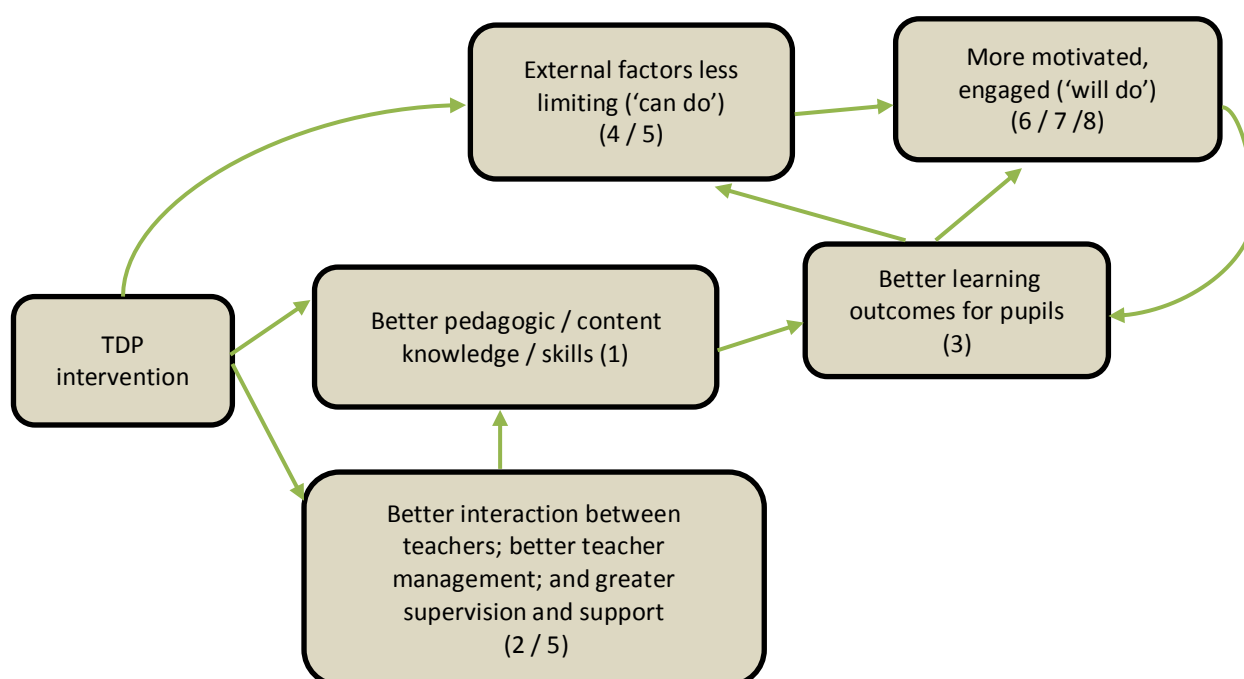 External factors less
limiting (‘can do’)
(4 / 5)
More motivated,
engaged (‘will do’)
(6 / 7 /8)
TDP
intervention
Better pedagogic / content
knowledge / skills (1)
Better learning
outcomes for pupils
(3)
Better interaction between
teachers; better teacher
management; and greater
supervision and support
(2 / 5)